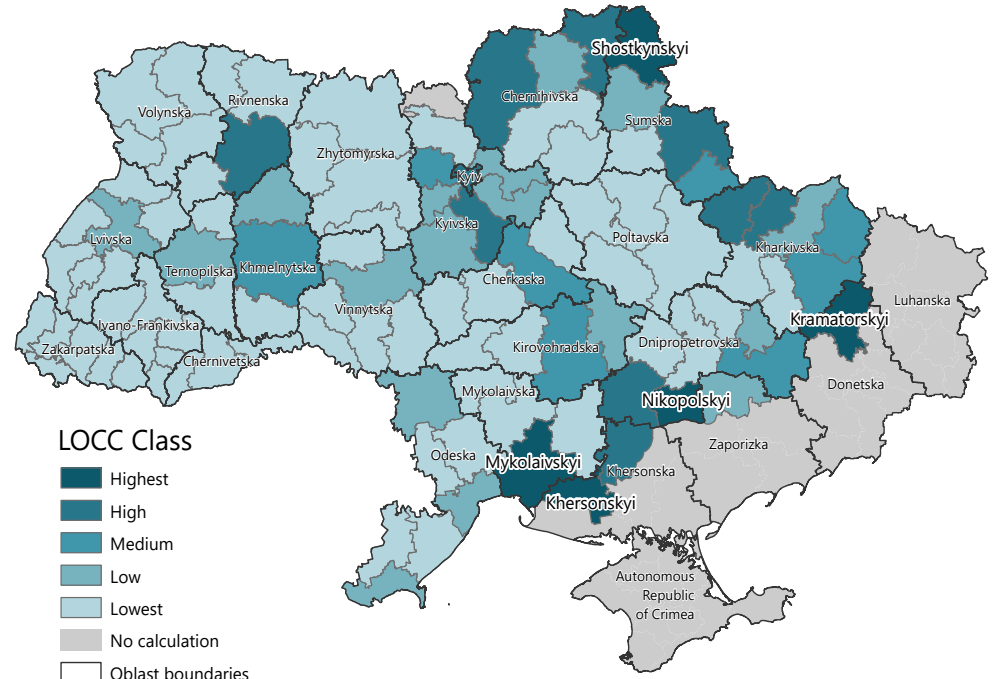 Shostkynskyi
Volynska
Rivnenska
Chernihivska
Sumska
Zhytomyrska
Kyiv
Kyivska
Poltavska
Lvivska
Kharkivska
Ternopilska
Khmelnytska
Cherkaska
Luhanska
Vinnytska
Kramatorskyi
Ivano-Frankivska
Zakarpatska
Chernivetska
Kirovohradska
Dnipropetrovska
Donetska
Mykolaivska
Nikopolskyi
Zaporizka
Odeska
Mykolaivskyi
Khersonska
Khersonskyi
Autonomous
Republic
of Crimea
LOCC Class
Highest
High
Medium
Low
Lowest
No calculation
Oblast boundaries